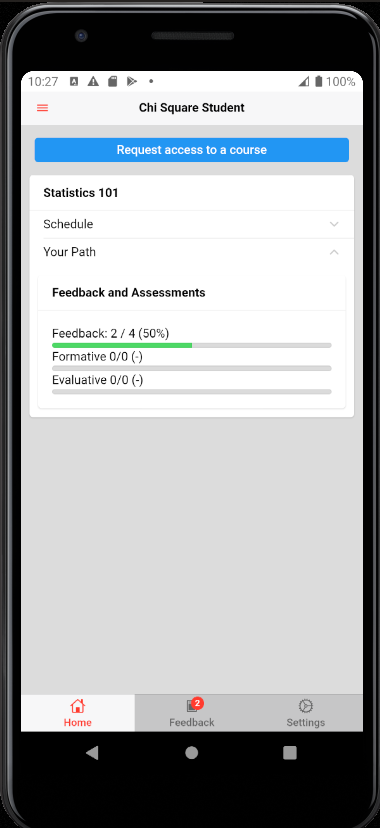 10:27
100%
Chi Square Student
Request access to a course
Statistics 101
Schedule
Your Path
Feedback and Assessments
Feedback: 2 / 4 (50%)
Formative 0/0 (-)
Evaluative 0/0 (-)
2
Home
Feedback
Settings